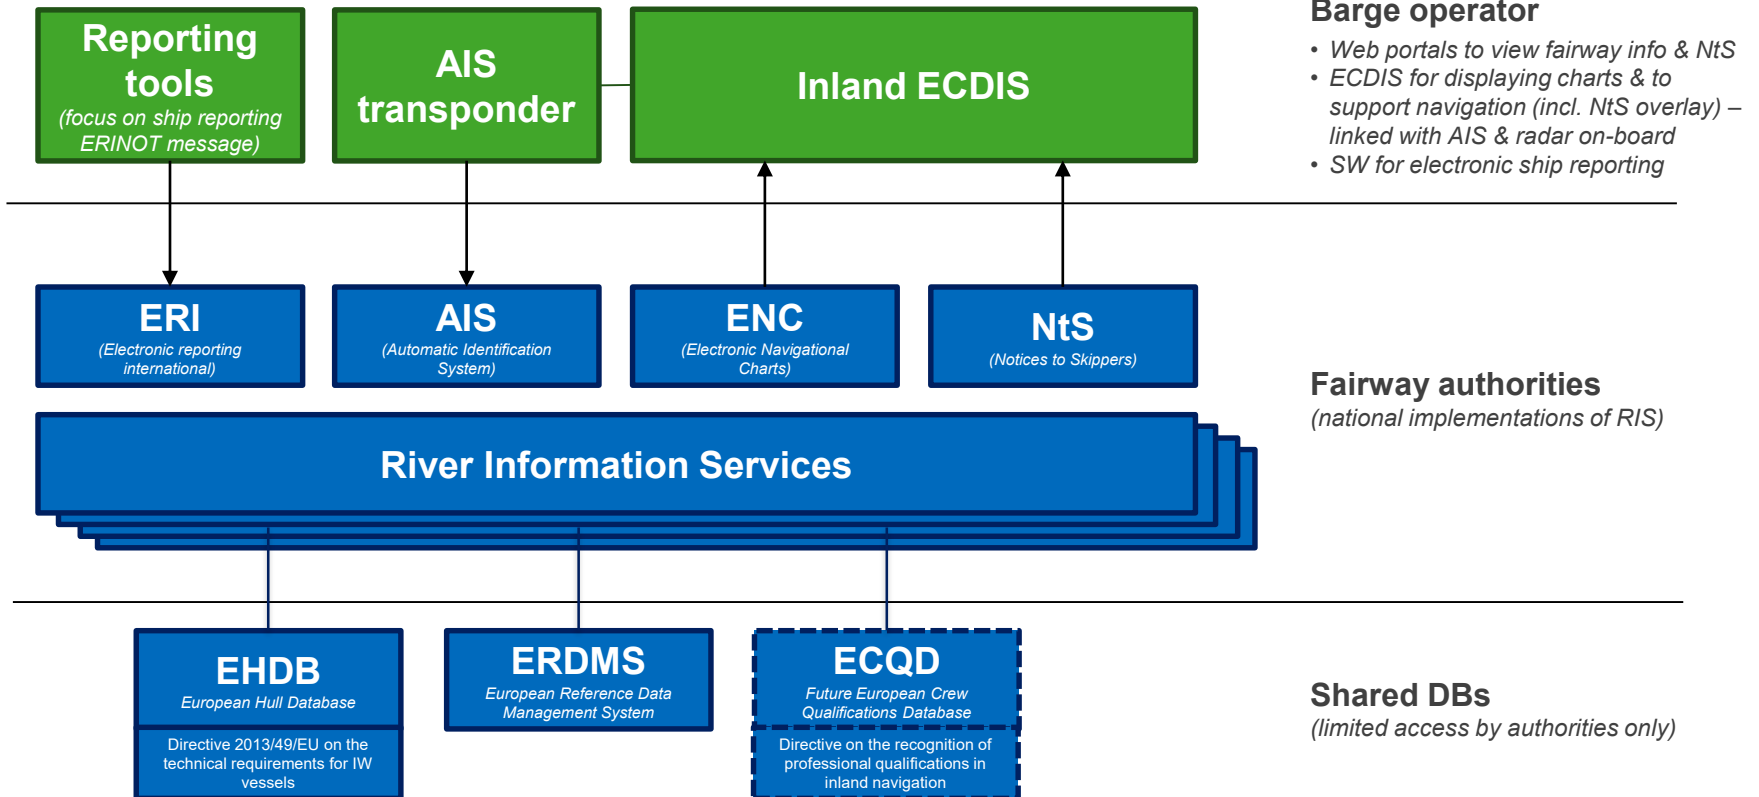 Reporting
tools
(focus on ship reporting
ERINOT message)
AIS
transponder
Inland ECDIS
Barge operator
• Web portals to view fairway info & NtS
• ECDIS for displaying charts & to
support navigation (incl. NtS overlay) –
linked with AIS & radar on-board
• SW for electronic ship reporting
ERI
(Electronic reporting
international)
AIS
(Automatic Identification
System)
ENC
(Electronic Navigational
Charts)
NtS
(Notices to Skippers)
River Information Services
Fairway authorities
(national implementations of RIS)
EHDB
European Hull Database
Directive 2013/49/EU on the
technical requirements for IW
vessels
ERDMS
European Reference Data
Management System
ECQD
Future European Crew
Qualifications Database
Directive on the recognition of
professional qualifications in
inland navigation
Shared DBs
(limited access by authorities only)